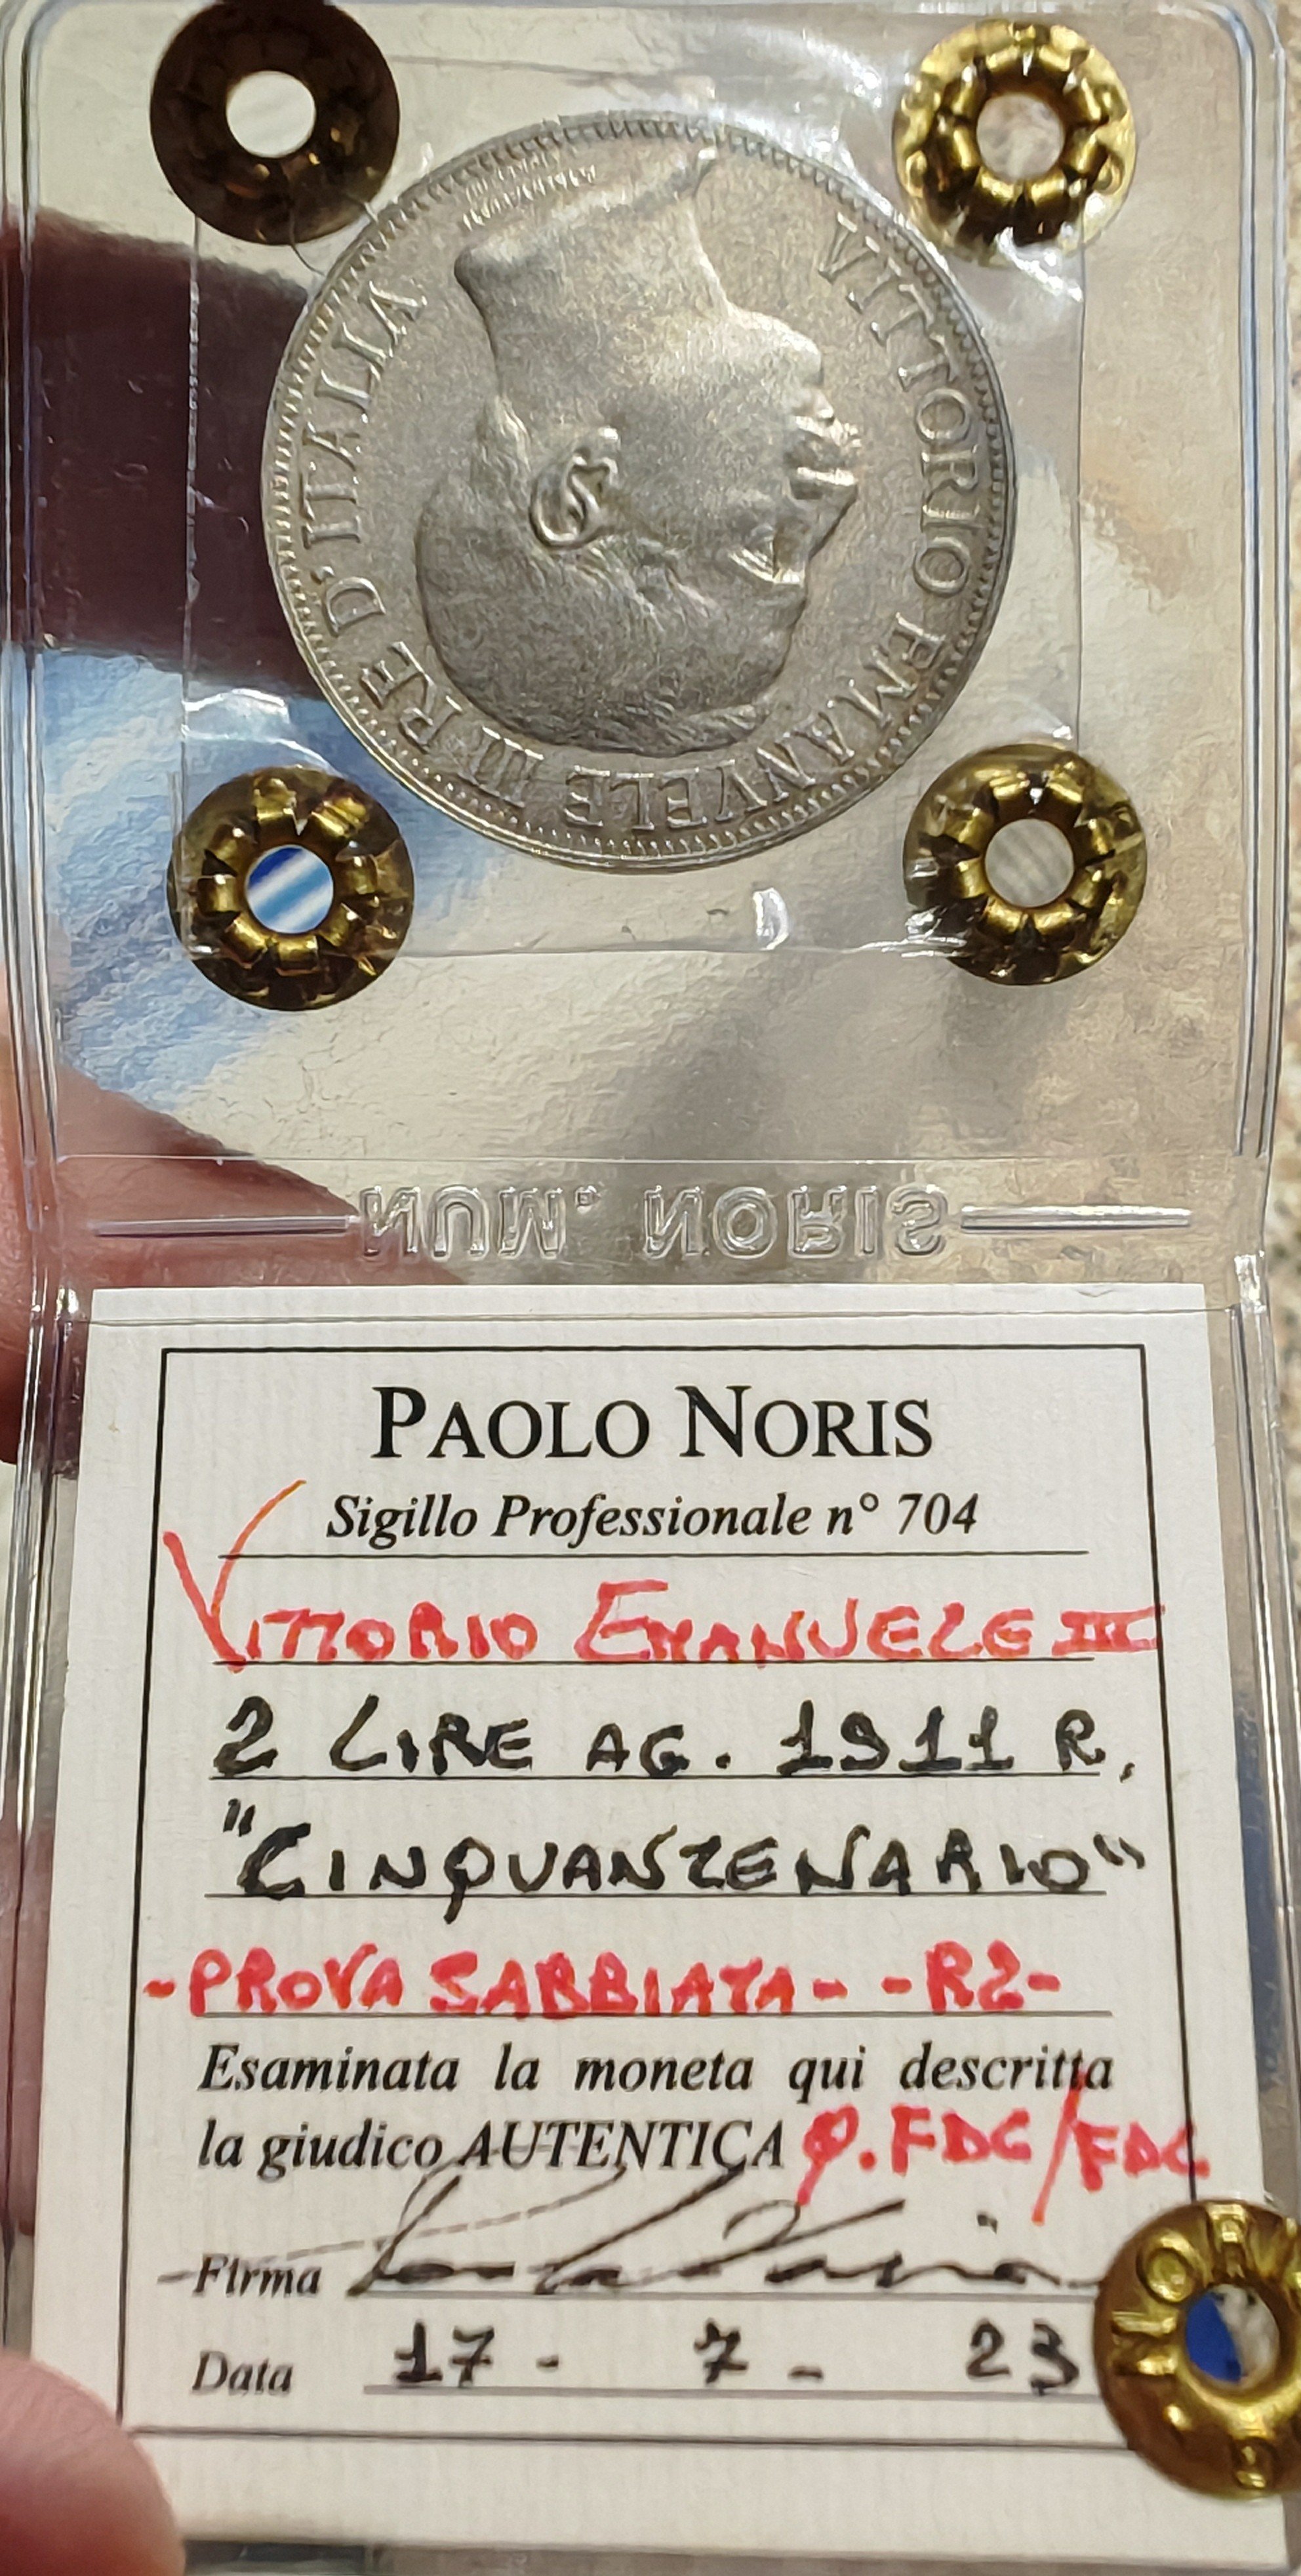 VITTORIO EMANVELE III RE D'ITALIA
NUM. NORIS
PAOLO NORIS
Sigillo Professionale n° 704
VITTORIO EMANUELE III
2 LIRE AG. 1911 R.
"CINQUANTENARIO"
-PROVA SABBIATA- -R2-
Esaminata la moneta qui descritta
la giudico AUTENTICA q.FDC/FDC
Firma
Data 17 - 7 - 23